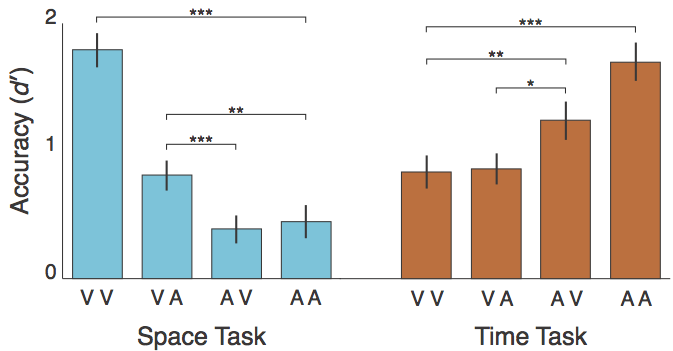 Accuracy (d′)
2
1
0
***
**
***
***
**
*
V V
V A
A V
A A
V V
V A
A V
A A
Space Task
Time Task